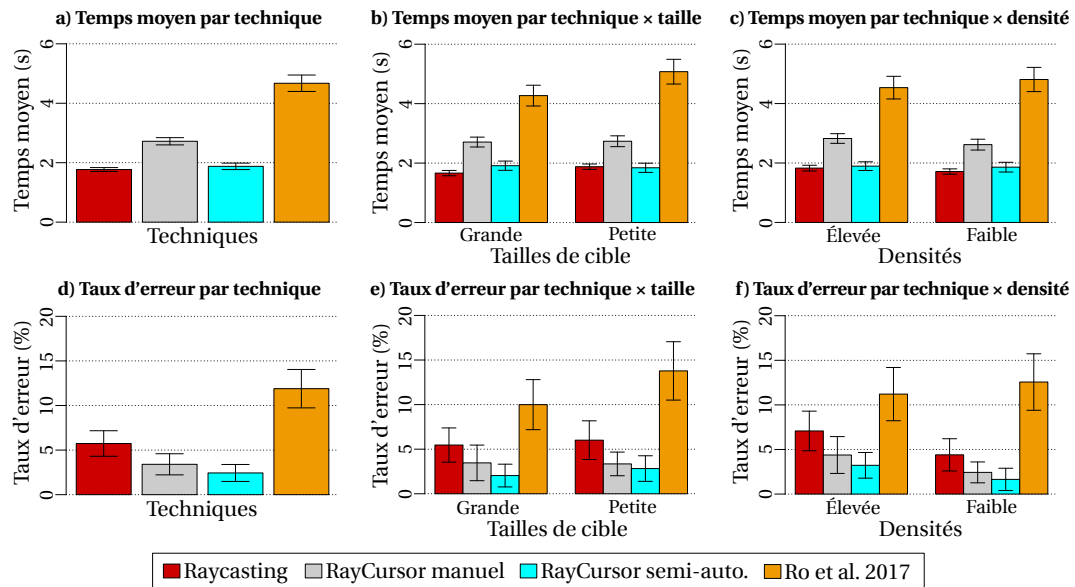 a) Temps moyen par technique
Temps moyen (s)
6
4
2
0
Techniques
b) Temps moyen par technique × taille
Temps moyen (s)
6
4
2
0
Grande Petite
Tailles de cible
c) Temps moyen par technique × densité
Temps moyen (s)
6
4
2
0
Élevée Faible
Densités
d) Taux d'erreur par technique
Taux d'erreur (%)
20
15
10
5
0
Techniques
e) Taux d'erreur par technique × taille
Taux d'erreur (%)
20
15
10
5
0
Grande Petite
Tailles de cible
f) Taux d'erreur par technique × densité
Taux d'erreur (%)
20
15
10
5
0
Élevée Faible
Densités
Raycasting RayCursor manuel RayCursor semi-auto. Ro et al. 2017